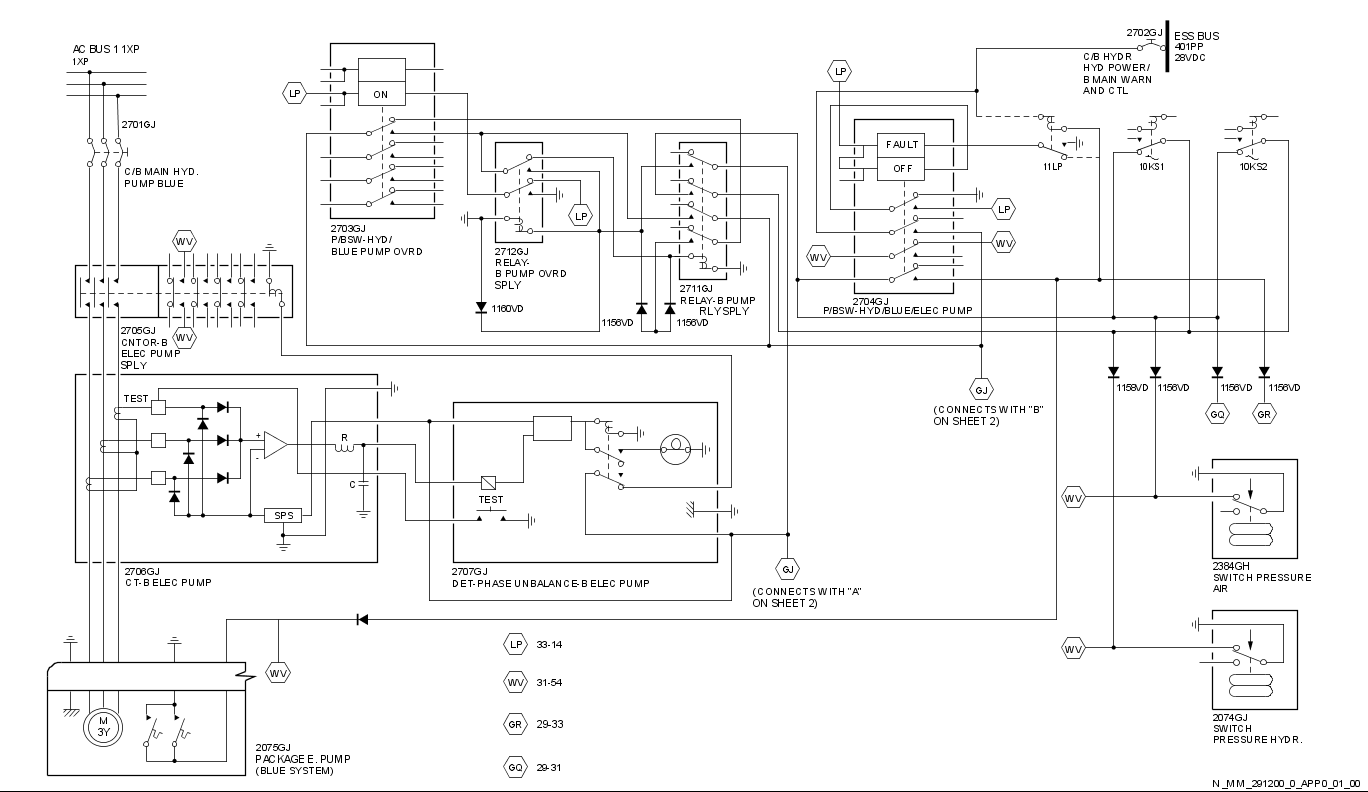 AC BUS 1 1XP
1XP
2701GJ
C/B MAIN HYD.
PUMP BLUE
LP
ON
2703GJ
P/BSW-HYD/
BLUE PUMP OVRD
2712GJ
RELAY-
B PUMP OVRD
SPLY
LP
1160VD
1156VD
1156VD
2711GJ
RELAY-B PUMP
RLY SPLY
LP
FAULT
OFF
LP
WV
WV
2704GJ
P/BSW-HYD/BLUE/ELEC PUMP
2702GJ
ESS BUS
401PP
28VDC
C/B HYDR
HYD POWER/
B MAIN WARN
AND CTL
11LP
10KS1
10KS2
WV
WV
2705GJ
CNTOR-B
ELEC PUMP
SPLY
TEST
+
-
R
C
SPS
2706GJ
CT-B ELEC PUMP
TEST
2707GJ
DET-PHASE UNBALANCE-B ELEC PUMP
GJ
(CONNECTS WITH "A"
ON SHEET 2)
GJ
(CONNECTS WITH "B"
ON SHEET 2)
1158VD
1156VD
1156VD
1156VD
GQ
GR
WV
2384GH
SWITCH PRESSURE
AIR
WV
2074GJ
SWITCH
PRESSURE HYDR.
WV
M
3Y
2075GJ
PACKAGE E. PUMP
(BLUE SYSTEM)
LP 33-14
WV 31-54
GR 29-33
GQ 29-31
N_MM_291200_0_APP0_01_00